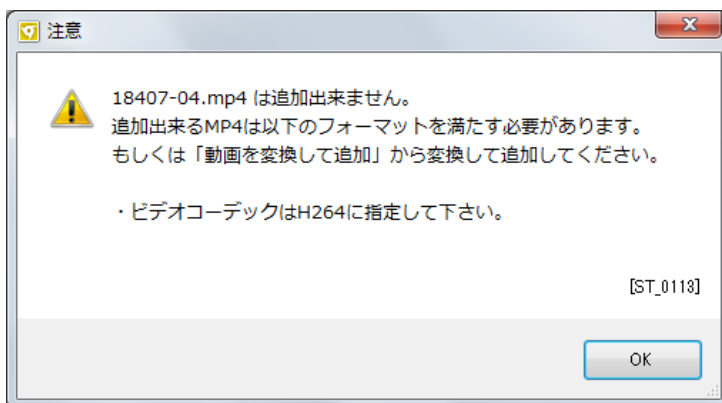 注意
18407-04.mp4 は追加出来ません。
追加出来るMP4は以下のフォーマットを満たす必要があります。
もしくは「動画を変換して追加」から変換して追加してください。
・ビデオコーデックはH264に指定して下さい。
[ST_0113]
OK